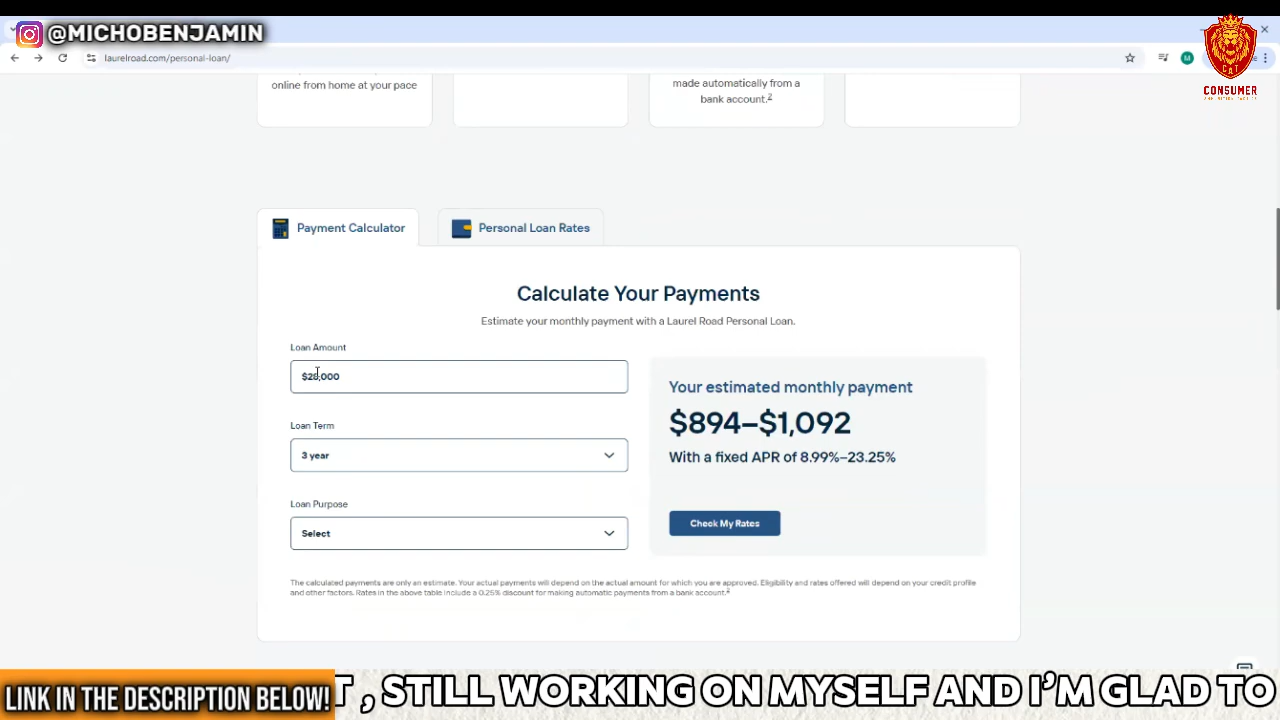 @MICHOBENJAMIN
laurelroad.com/personal-loan/
M
CAT
CONSUMER
online from home at your pace
made automatically from a
bank account.2
Payment Calculator
Personal Loan Rates
Calculate Your Payments
Estimate your monthly payment with a Laurel Road Personal Loan.
Loan Amount
$28,000
Your estimated monthly payment
$894–$1,092
With a fixed APR of 8.99%–23.25%
Loan Term
3 year
Loan Purpose
Select
Check My Rates
The calculated payments are only an estimate. Your actual payments will depend on the actual amount for which you are approved. Eligibility and rates offered will depend on your credit profile
and other factors. Rates in the above table include a 0.25% discount for making automatic payments from a bank account.2
LINK IN THE DESCRIPTION BELOW!
T , STILL WORKING ON MYSELF AND I’M GLAD TO